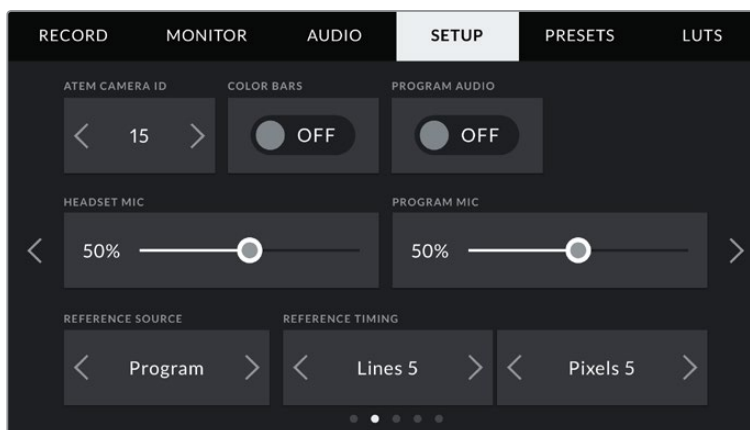 RECORD MONITOR AUDIO SETUP PRESETS LUTS
ATEM CAMERA ID COLOR BARS PROGRAM AUDIO
15 OFF OFF
HEADSET MIC PROGRAM MIC
50% 50%
REFERENCE SOURCE REFERENCE TIMING
Program Lines 5 Pixels 5